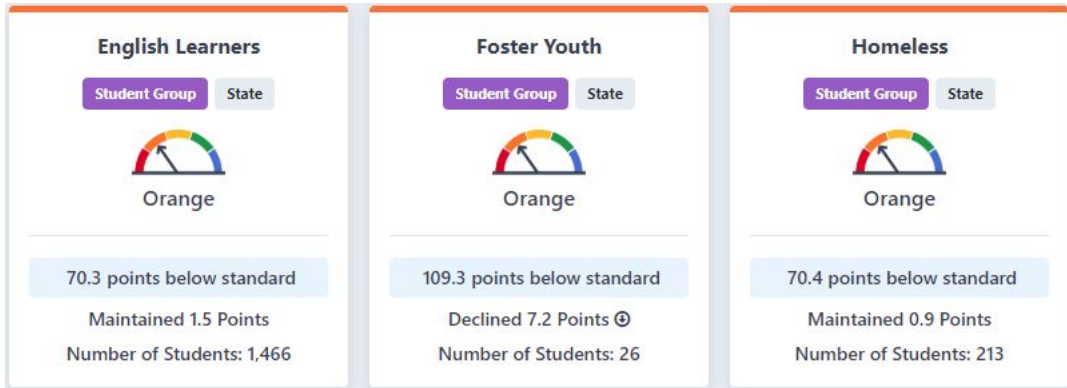 English Learners
Student Group State
Orange
70.3 points below standard
Maintained 1.5 Points
Number of Students: 1,466
Foster Youth
Student Group State
Orange
109.3 points below standard
Declined 7.2 Points
Number of Students: 26
Homeless
Student Group State
Orange
70.4 points below standard
Maintained 0.9 Points
Number of Students: 213